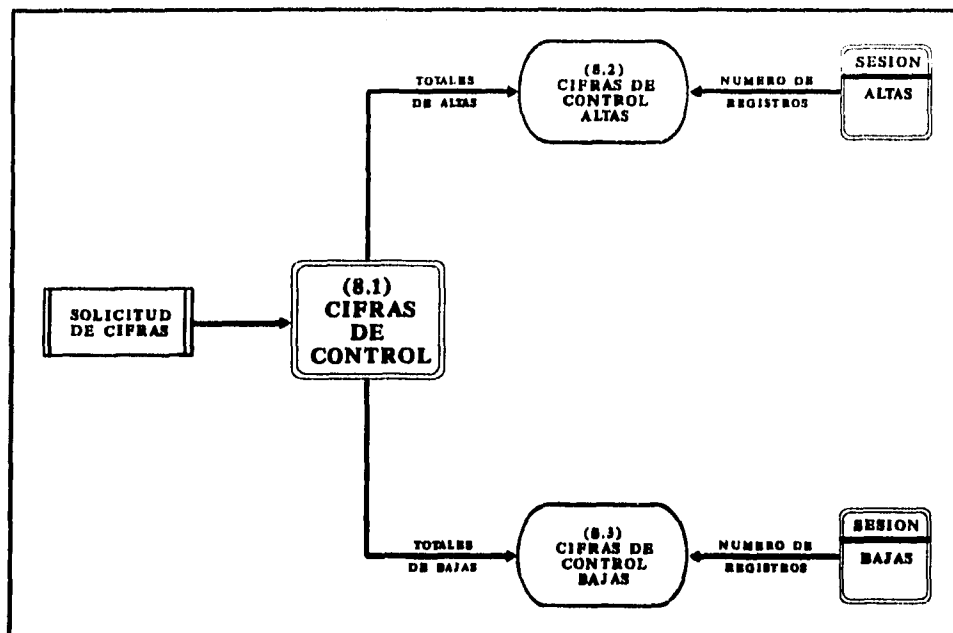 (8.2)
CIFRAS DE
CONTROL
ALTAS
TOTALES
DE ALTAS
NUMERO DE
REGISTROS
SESION
ALTAS
SOLICITUD
DE CIFRAS
(8.1)
CIFRAS
DE
CONTROL
(8.3)
CIFRAS DE
CONTROL
BAJAS
TOTALES
DE BAJAS
NUMERO DE
REGISTROS
SESION
BAJAS